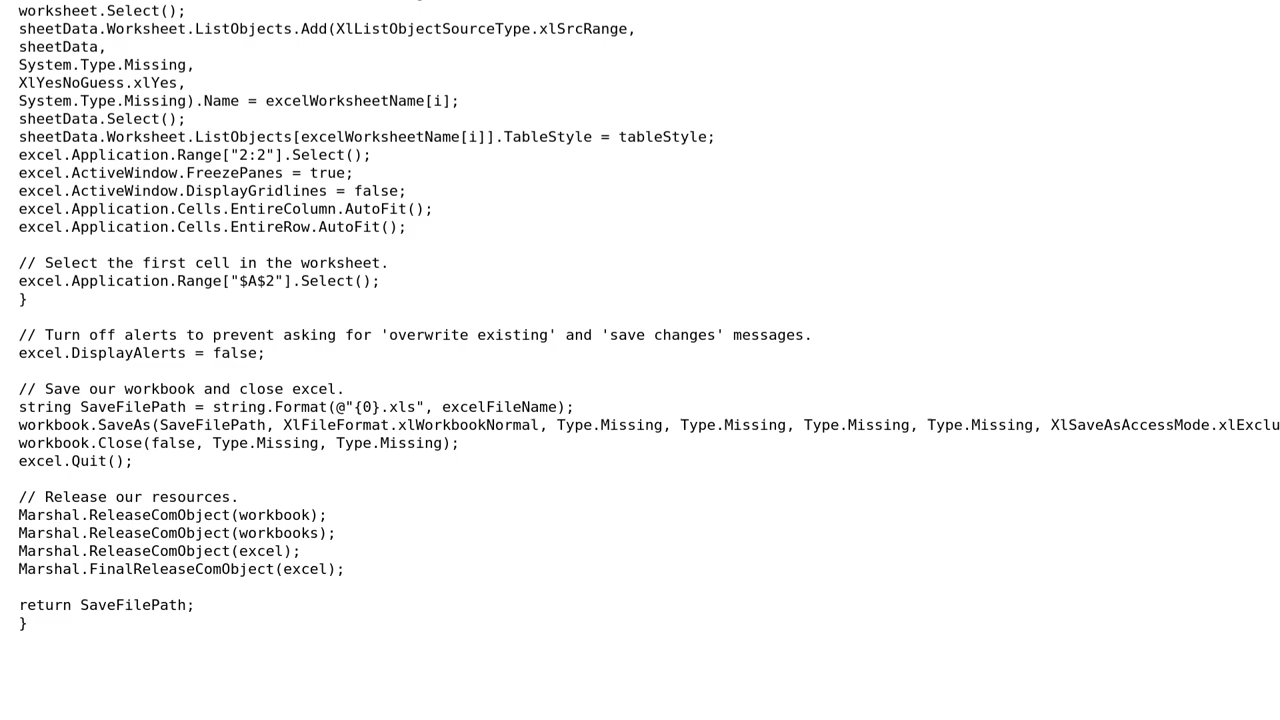 worksheet.Select();
sheetData.Worksheet.ListObjects.Add(XlListObjectSourceType.xlSrcRange,
sheetData,
System.Type.Missing,
XlYesNoGuess.xlYes,
System.Type.Missing).Name = excelWorksheetName[i];
sheetData.Select();
sheetData.Worksheet.ListObjects[excelWorksheetName[i]].TableStyle = tableStyle;
excel.Application.Range["2:2"].Select();
excel.ActiveWindow.FreezePanes = true;
excel.ActiveWindow.DisplayGridlines = false;
excel.Application.Cells.EntireColumn.AutoFit();
excel.Application.Cells.EntireRow.AutoFit();
// Select the first cell in the worksheet.
excel.Application.Range["$A$2"].Select();
}
// Turn off alerts to prevent asking for 'overwrite existing' and 'save changes' messages.
excel.DisplayAlerts = false;
// Save our workbook and close excel.
string SaveFilePath = string.Format(@"{0}.xls", excelFileName);
workbook.SaveAs(SaveFilePath, XlFileFormat.xlWorkbookNormal, Type.Missing, Type.Missing, Type.Missing, Type.Missing, XlSaveAsAccessMode.xlExclu
workbook.Close(false, Type.Missing, Type.Missing);
excel.Quit();
// Release our resources.
Marshal.ReleaseComObject(workbook);
Marshal.ReleaseComObject(workbooks);
Marshal.ReleaseComObject(excel);
Marshal.FinalReleaseComObject(excel);
return SaveFilePath;
}